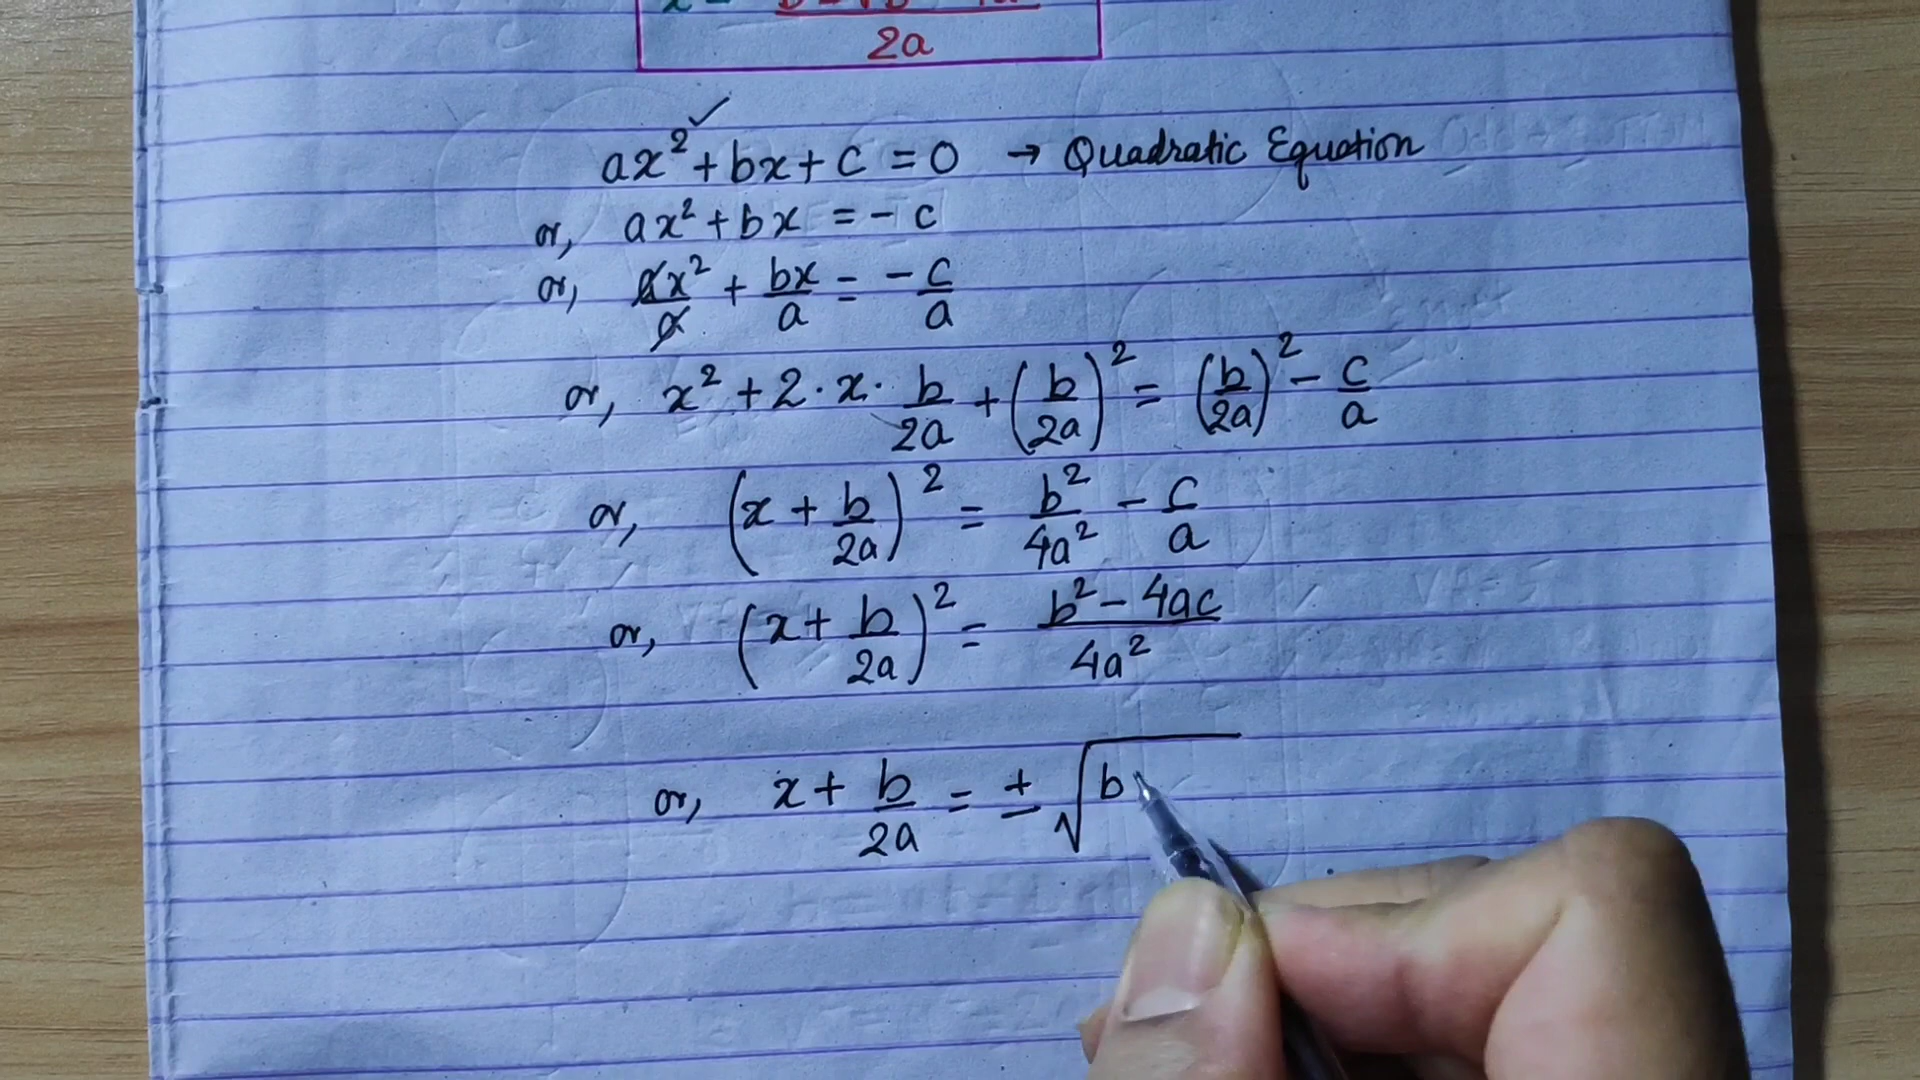 2a
ax² + bx + c = 0 → Quadratic Equation
or, ax² + bx = - c
or, ax²/a + bx/a = - c/a
or, x² + 2·x· b/2a + (b/2a)² = (b/2a)² - c/a
or, (x + b/2a)² = b²/4a² - c/a
or, (x + b/2a)² = b² - 4ac/4a²
or, x + b/2a = ± √b